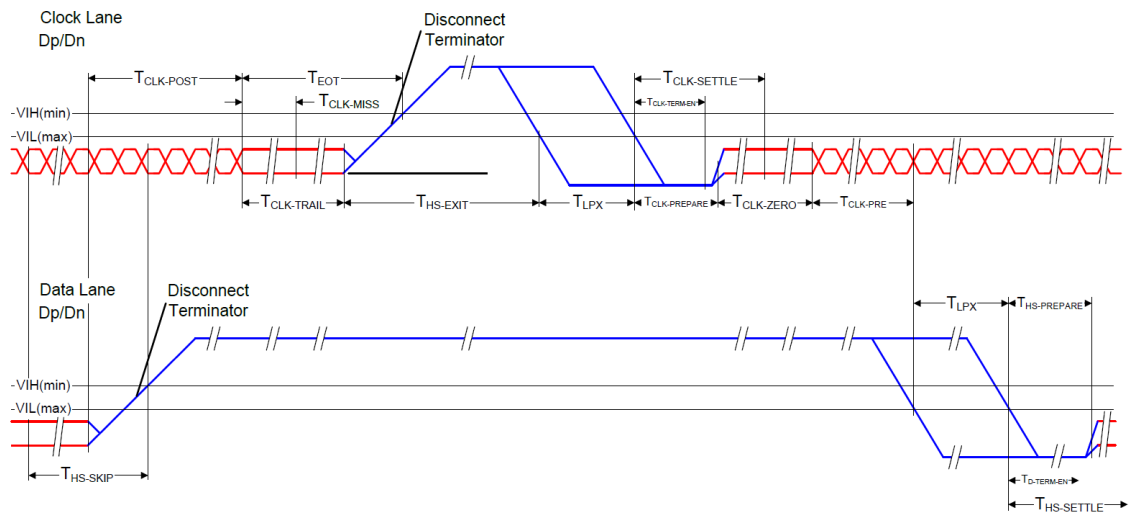 Clock Lane
Dp/Dn
Disconnect
Terminator
TCLK-POST
TEOT
TCLK-SETTLE
TCLK-MISS
TCLK-TERM-EN
VIH(min)
VIL(max)
TCLK-TRAIL
THS-EXIT
TLPX
TCLK-PREPARE
TCLK-ZERO
TCLK-PRE
Data Lane
Dp/Dn
Disconnect
Terminator
TLPX
THS-PREPARE
VIH(min)
VIL(max)
THS-SKIP
TD-TERM-EN
THS-SETTLE